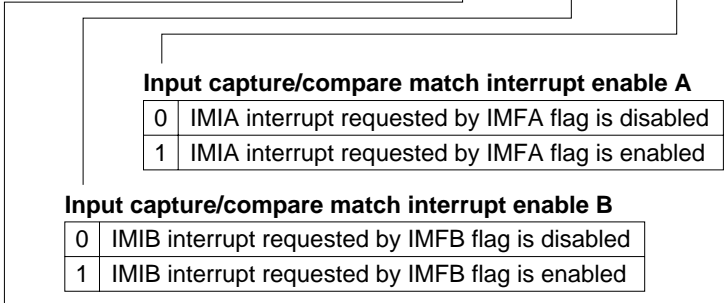 Input capture/compare match interrupt enable A
0 IMIA interrupt requested by IMFA flag is disabled
1 IMIA interrupt requested by IMFA flag is enabled
Input capture/compare match interrupt enable B
0 IMIB interrupt requested by IMFB flag is disabled
1 IMIB interrupt requested by IMFB flag is enabled